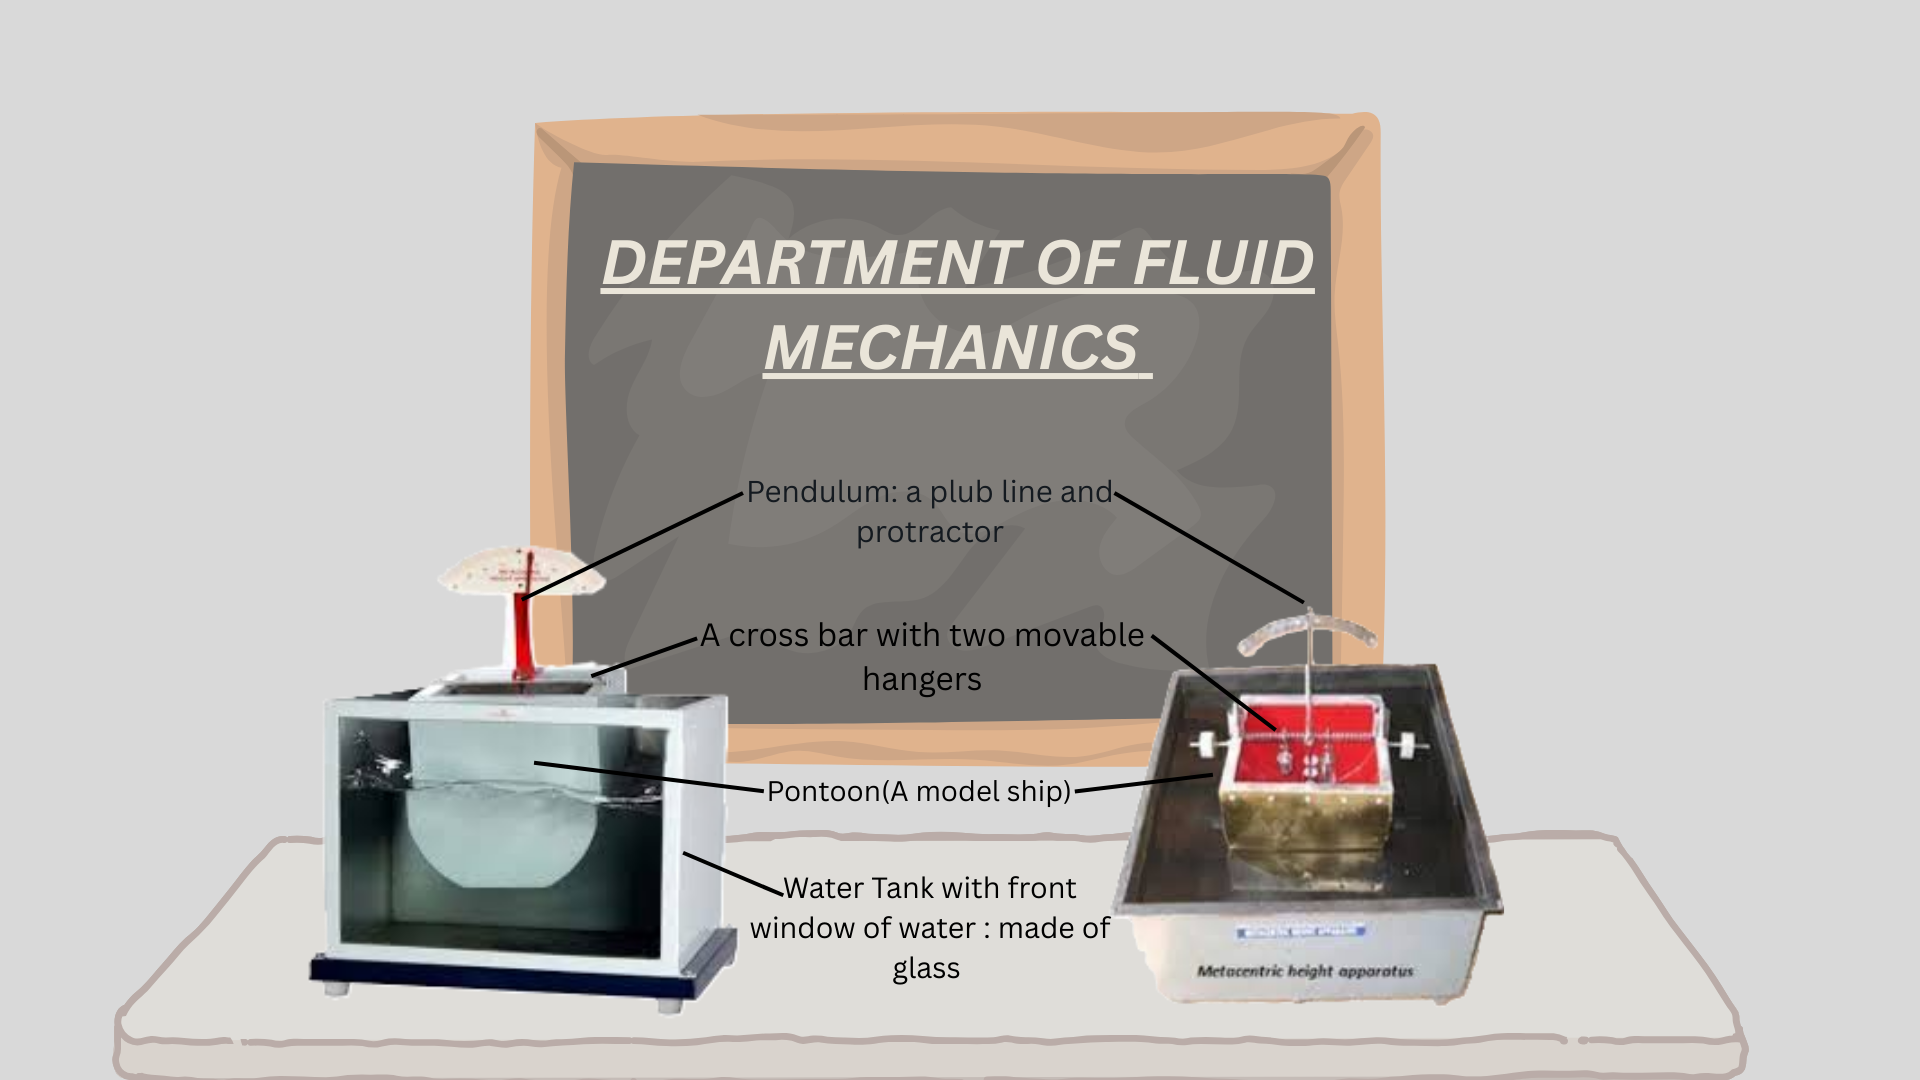 DEPARTMENT OF FLUID
MECHANICS
Pendulum: a plub line and
protractor
A cross bar with two movable
hangers
Pontoon(A model ship)
Water Tank with front
window of water : made of
glass
Metacentric height apparatus